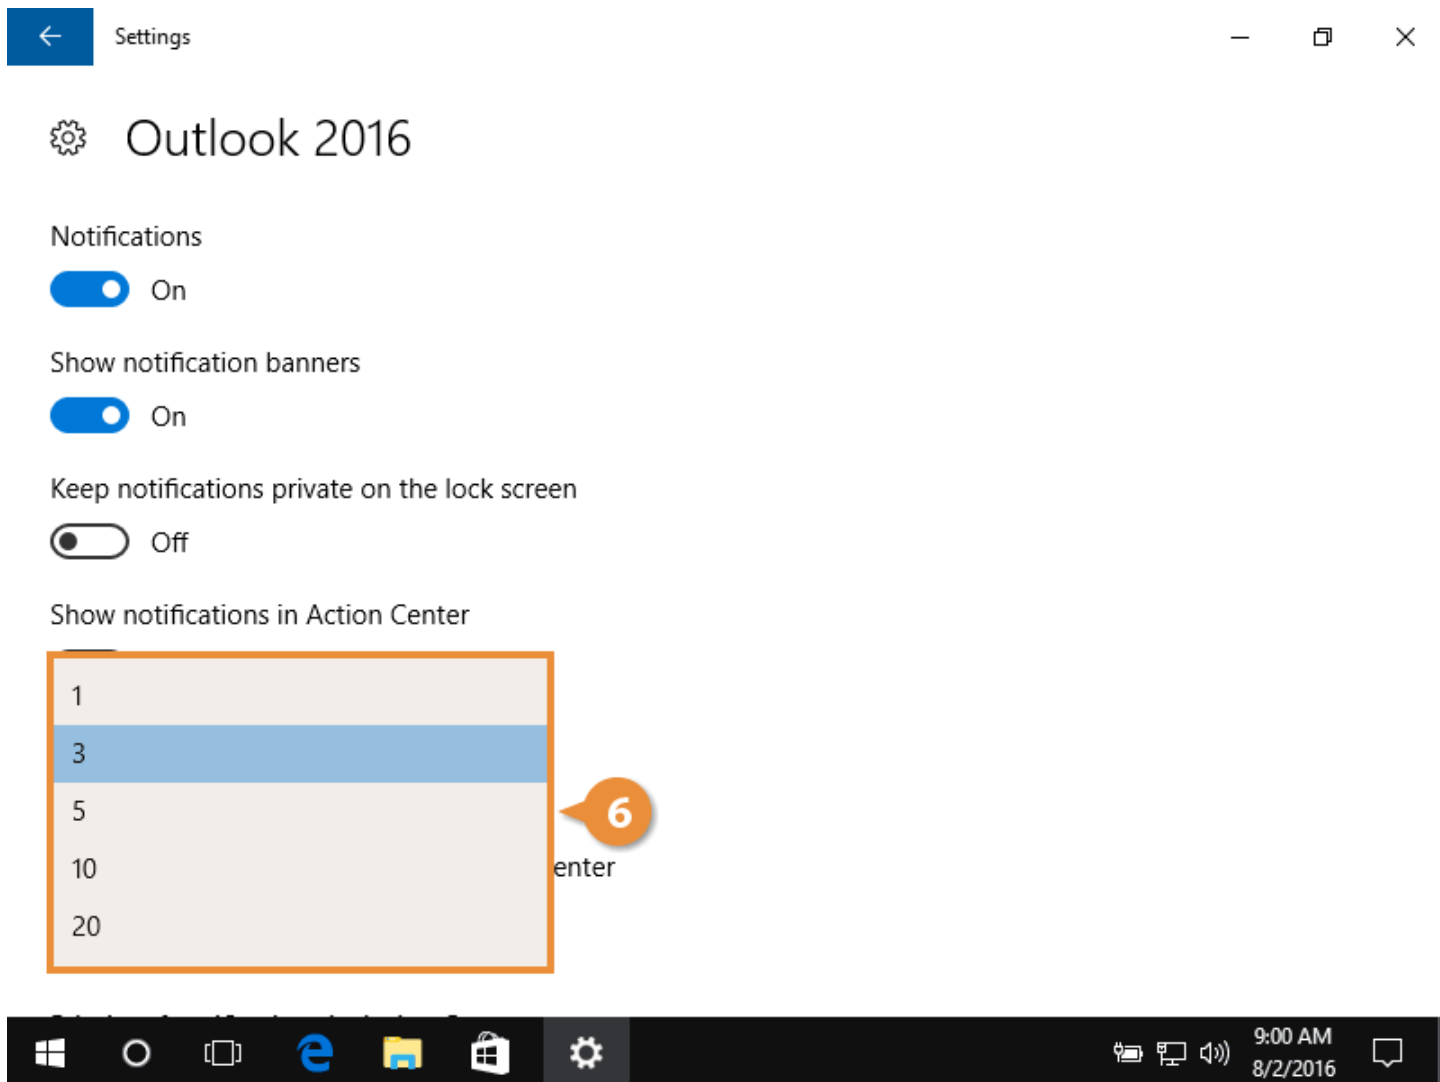 Settings
Outlook 2016
Notifications
On
Show notification banners
On
Keep notifications private on the lock screen
Off
Show notifications in Action Center
1
3
5
6
10
enter
20
9:00 AM
8/2/2016